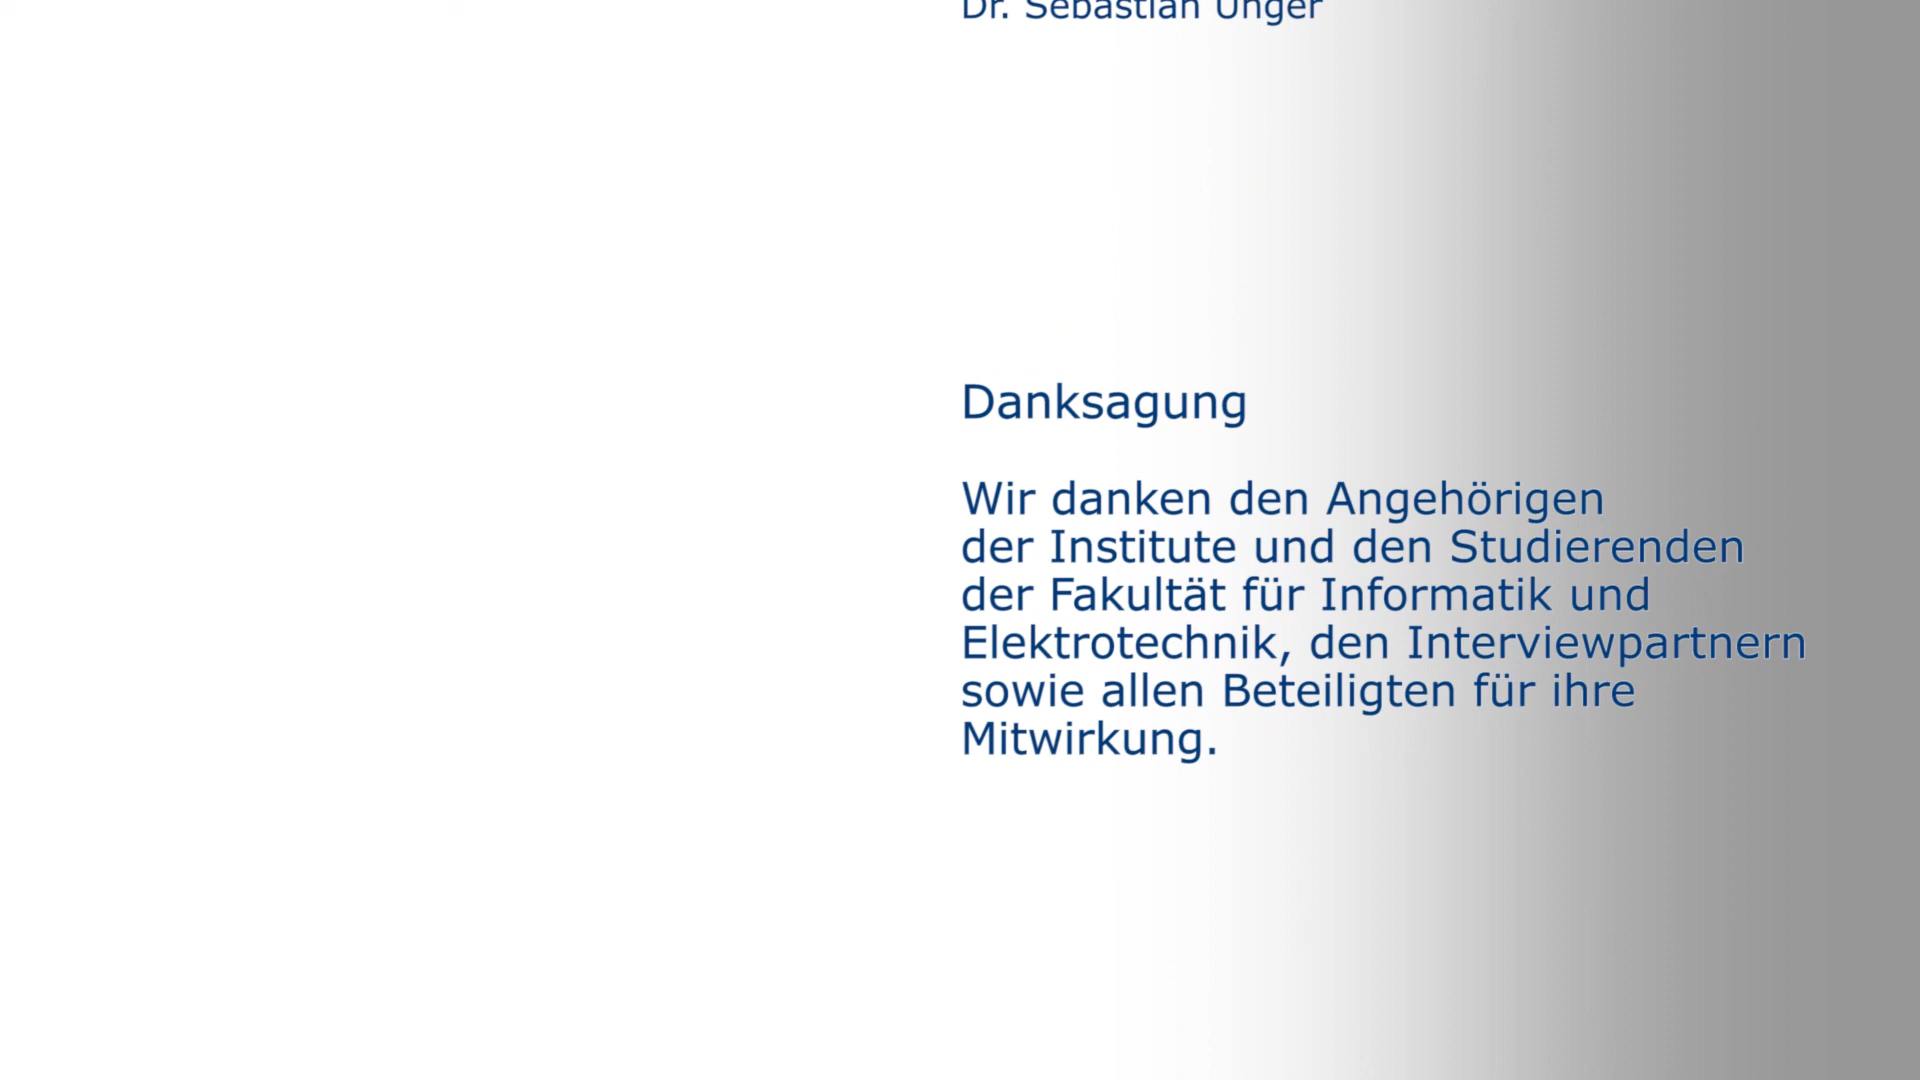 Dr. Sebastian Unger
Danksagung
Wir danken den Angehörigen
der Institute und den Studierenden
der Fakultät für Informatik und
Elektrotechnik, den Interviewpartnern
sowie allen Beteiligten für ihre
Mitwirkung.